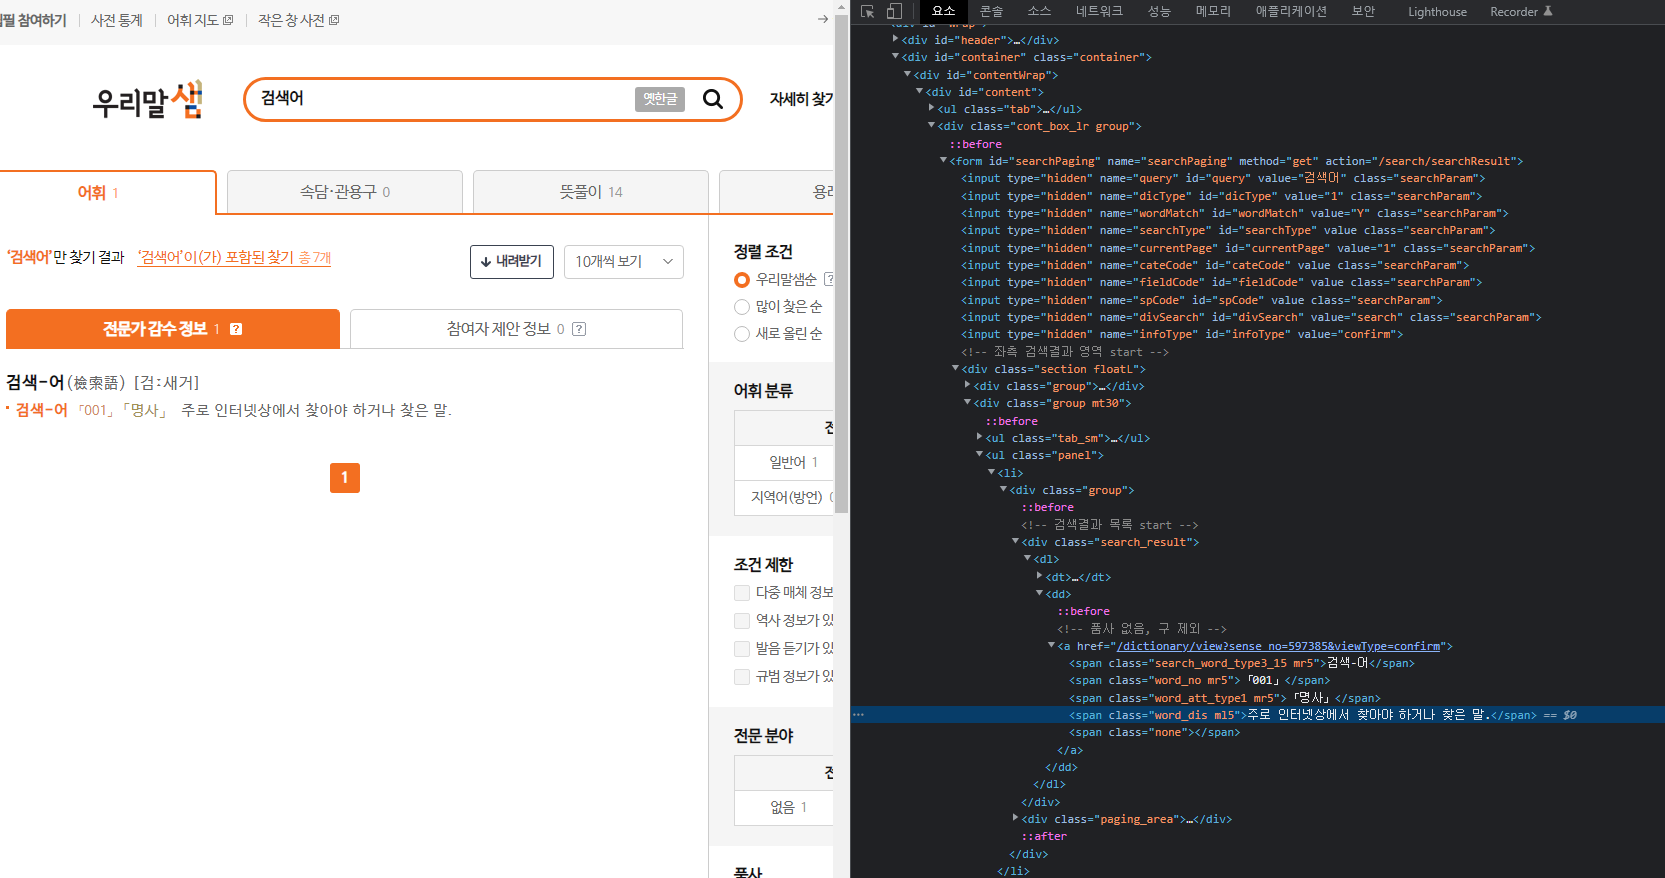 필 참여하기 사전 통계 어휘 지도 작은 창 사전 →
우리말샘 검색어 옛한글 자세히 찾기
어휘 1 속담·관용구 0 뜻풀이 14 용례
'검색어'만 찾기 결과 '검색어'이(가) 포함된 찾기 총 7개 내려받기 10개씩 보기
전문가 감수 정보 1 ? 참여자 제안 정보 0 ?
검색-어(檢索語) [검ː새거]
검색-어 「001」 「명사」 주로 인터넷상에서 찾아야 하거나 찾은 말.
1
정렬 조건
우리말샘순 ?
많이 찾은 순
새로 올린 순
어휘 분류
전
일반어 1
지역어(방언)
조건 제한
다중 매체 정보
역사 정보가 있
발음 듣기가 있
규범 정보가 있
전문 분야
전
없음 1
품사
요소 콘솔 소스 네트워크 성능 메모리 애플리케이션 보안 Lighthouse Recorder
<div id="wrap">
<div id="header">…</div>
<div id="container" class="container">
<div id="contentWrap">
<div id="content">
<ul class="tab">…</ul>
<div class="cont_box_lr group">
::before
<form id="searchPaging" name="searchPaging" method="get" action="/search/searchResult">
<input type="hidden" name="query" id="query" value="검색어" class="searchParam">
<input type="hidden" name="dicType" id="dicType" value="1" class="searchParam">
<input type="hidden" name="wordMatch" id="wordMatch" value="Y" class="searchParam">
<input type="hidden" name="searchType" id="searchType" value class="searchParam">
<input type="hidden" name="currentPage" id="currentPage" value="1" class="searchParam">
<input type="hidden" name="cateCode" id="cateCode" value class="searchParam">
<input type="hidden" name="fieldCode" id="fieldCode" value class="searchParam">
<input type="hidden" name="spCode" id="spCode" value class="searchParam">
<input type="hidden" name="divSearch" id="divSearch" value="search" class="searchParam">
<input type="hidden" name="infoType" id="infoType" value="confirm">
<!-- 좌측 검색결과 영역 start -->
<div class="section floatL">
<div class="group">…</div>
<div class="group mt30">
::before
<ul class="tab_sm">…</ul>
<ul class="panel">
<li>
<div class="group">
::before
<!-- 검색결과 목록 start -->
<div class="search_result">
<dl>
<dt>…</dt>
<dd>
::before
<!-- 품사 없음, 구 제외 -->
<a href="/dictionary/view?sense_no=597385&viewType=confirm">
<span class="search_word_type3_15 mr5">검색-어</span>
<span class="word_no mr5">「001」</span>
<span class="word_att_type1 mr5">「명사」</span>
… <span class="word_dis ml5">주로 인터넷상에서 찾아야 하거나 찾은 말.</span> == $0
<span class="none"></span>
</a>
</dd>
</dl>
</div>
<div class="paging_area">…</div>
::after
</div>
</li>